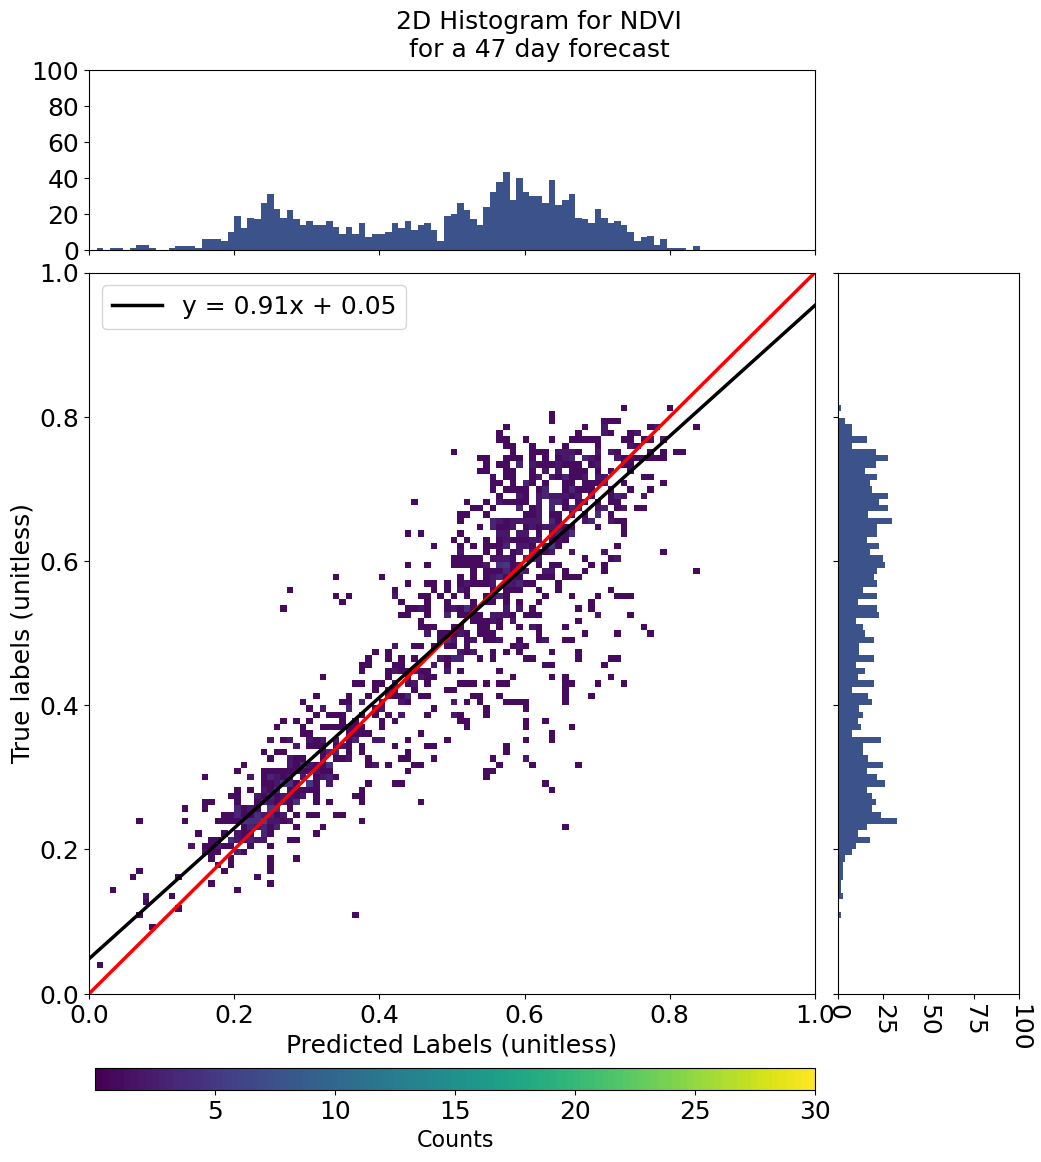 2D Histogram for NDVI
for a 47 day forecast
100
80
60
40
20
0
1.0
0.8
0.6
0.4
0.2
0.0
True labels (unitless)
y = 0.91x + 0.05
0.0 0.2 0.4 0.6 0.8 1.0
Predicted Labels (unitless)
0 25 50 75 100
5 10 15 20 25 30
Counts